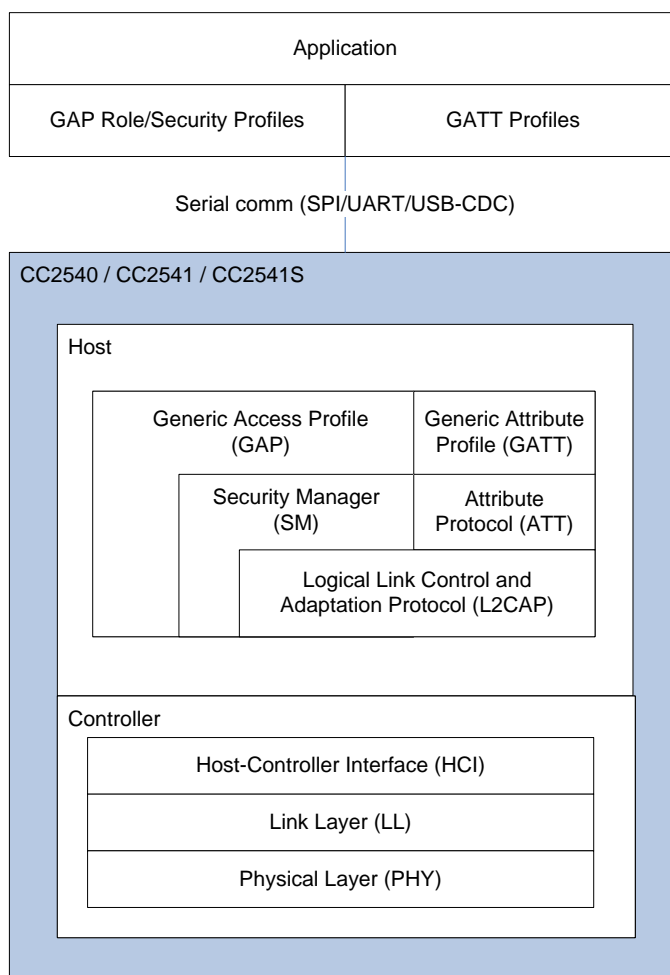 Application
GAP Role/Security Profiles
GATT Profiles
Serial comm (SPI/UART/USB-CDC)
CC2540 / CC2541 / CC2541S
Host
Generic Access Profile
(GAP)
Generic Attribute
Profile (GATT)
Security Manager
(SM)
Attribute
Protocol (ATT)
Logical Link Control and
Adaptation Protocol (L2CAP)
Controller
Host-Controller Interface (HCI)
Link Layer (LL)
Physical Layer (PHY)